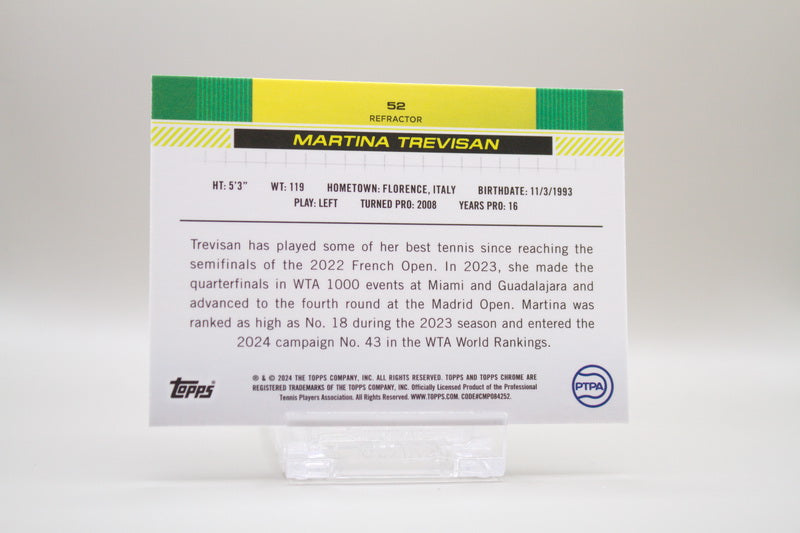 52
REFRACTOR
MARTINA TREVISAN
HT: 5'3" WT: 119 HOMETOWN: FLORENCE, ITALY BIRTHDATE: 11/3/1993
PLAY: LEFT TURNED PRO: 2008 YEARS PRO: 16
Trevisan has played some of her best tennis since reaching the
semifinals of the 2022 French Open. In 2023, she made the
quarterfinals in WTA 1000 events at Miami and Guadalajara and
advanced to the fourth round at the Madrid Open. Martina was
ranked as high as No. 18 during the 2023 season and entered the
2024 campaign No. 43 in the WTA World Rankings.
® & © 2024 THE TOPPS COMPANY, INC. ALL RIGHTS RESERVED. TOPPS AND TOPPS CHROME ARE
REGISTERED TRADEMARKS OF THE TOPPS COMPANY, INC. Officially Licensed Product of the Professional
Tennis Players Association. All Rights Reserved. WWW.TOPPS.COM. CODE#CMP084252.
TOPPS®
PTPA